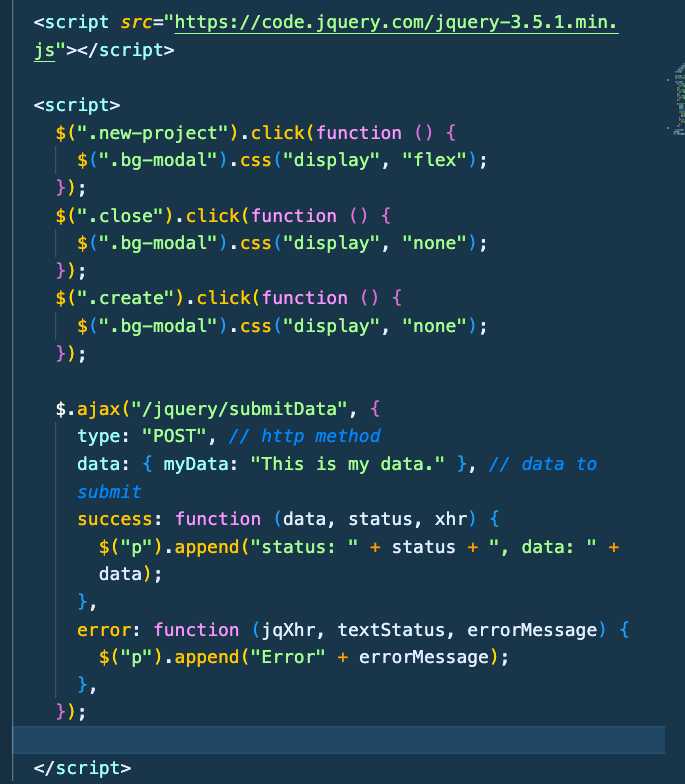 <script src="https://code.jquery.com/jquery-3.5.1.min.
js"></script>
<script>
$(".new-project").click(function () {
$(".bg-modal").css("display", "flex");
});
$(".close").click(function () {
$(".bg-modal").css("display", "none");
});
$(".create").click(function () {
$(".bg-modal").css("display", "none");
});
$.ajax("/jquery/submitData", {
type: "POST", // http method
data: { myData: "This is my data." }, // data to
submit
success: function (data, status, xhr) {
$("p").append("status: " + status + ", data: " +
data);
},
error: function (jqXhr, textStatus, errorMessage) {
$("p").append("Error" + errorMessage);
},
});
</script>